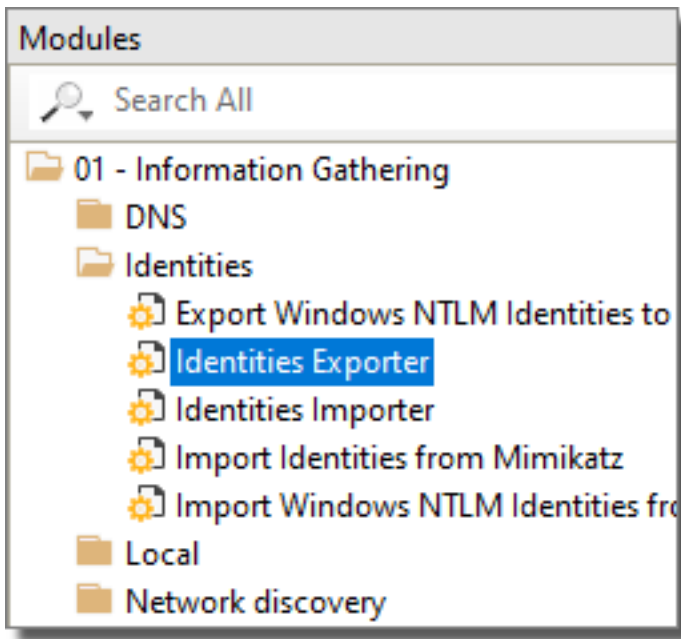 Modules
Search All
01 - Information Gathering
DNS
Identities
Export Windows NTLM Identities to
Identities Exporter
Identities Importer
Import Identities from Mimikatz
Import Windows NTLM Identities fro
Local
Network discovery